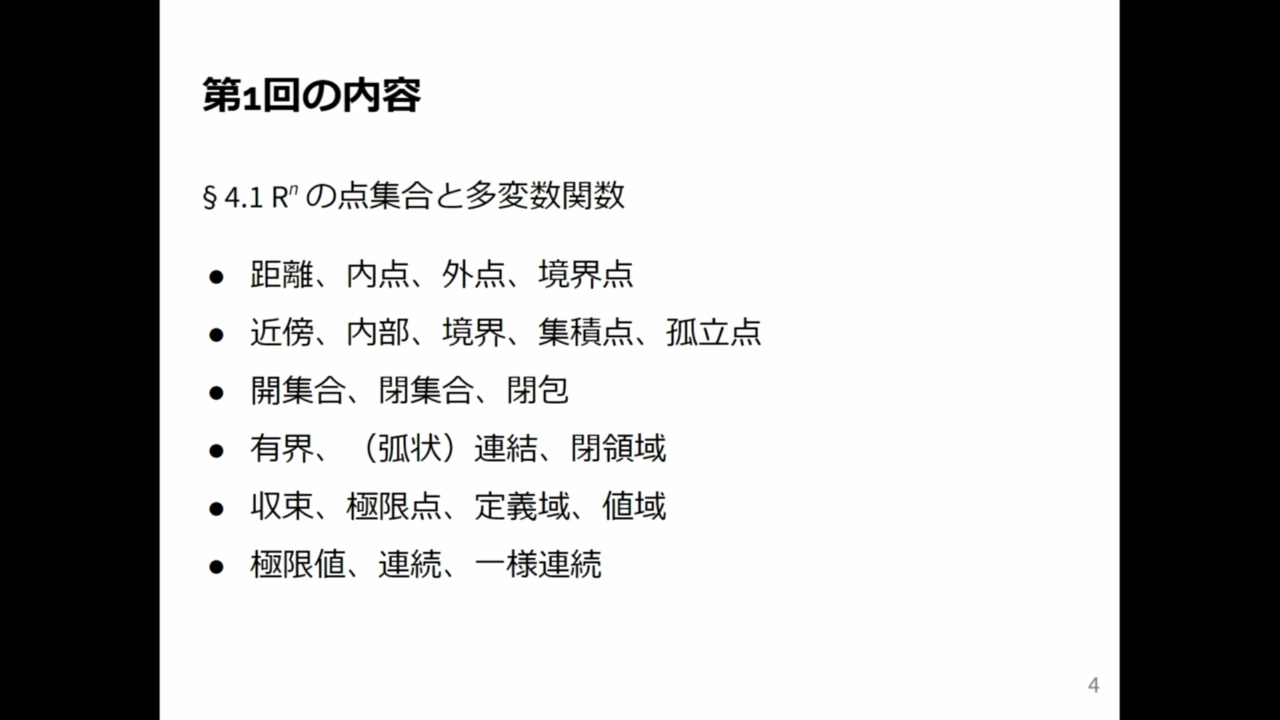 第1回の内容
§4.1 Rⁿ の点集合と多変数関数
● 距離、内点、外点、境界点
● 近傍、内部、境界、集積点、孤立点
● 開集合、閉集合、閉包
● 有界、（弧状）連結、閉領域
● 収束、極限点、定義域、値域
● 極限値、連続、一様連続
4